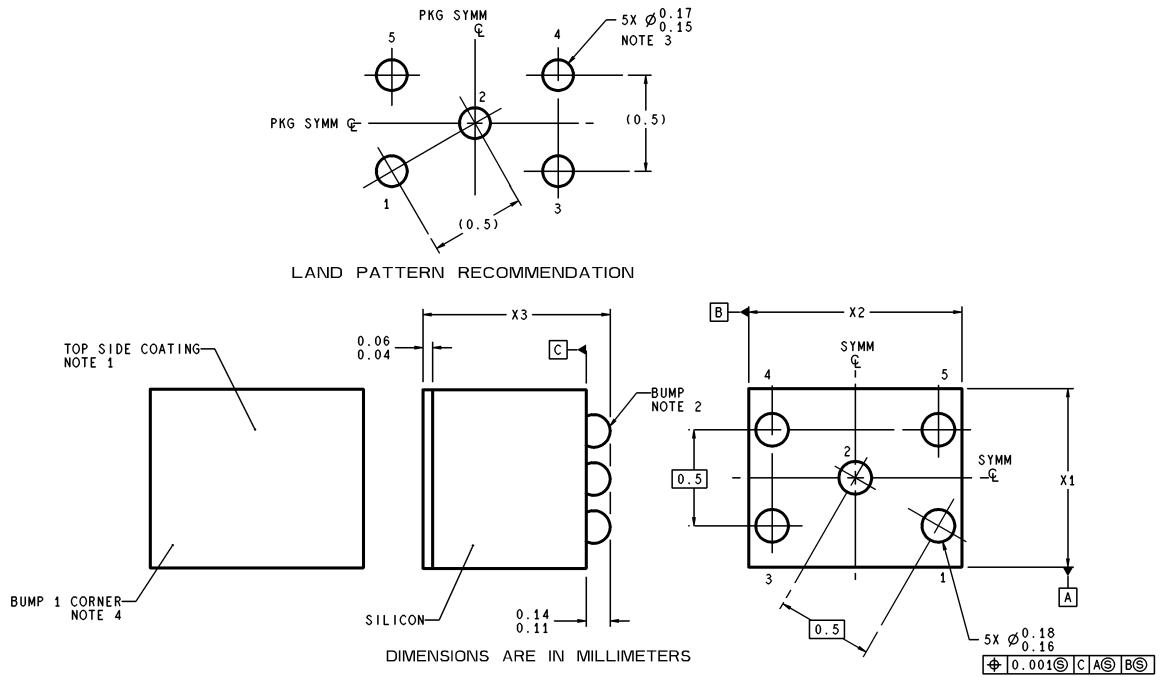 PKG SYMM
℄
5
4
5X Ø 0.17
0.15
NOTE 3
2
PKG SYMM ℄
(0.5)
1
3
(0.5)
LAND PATTERN RECOMMENDATION
TOP SIDE COATING
NOTE 1
BUMP 1 CORNER
NOTE 4
X3
0.06
0.04
C
BUMP
NOTE 2
SILICON
0.14
0.11
B
X2
SYMM
℄
4
5
2
SYMM
℄
0.5
X1
3
1
A
0.5
5X Ø 0.18
0.16
⌖ 0.001Ⓢ C AⓈ BⓈ
DIMENSIONS ARE IN MILLIMETERS